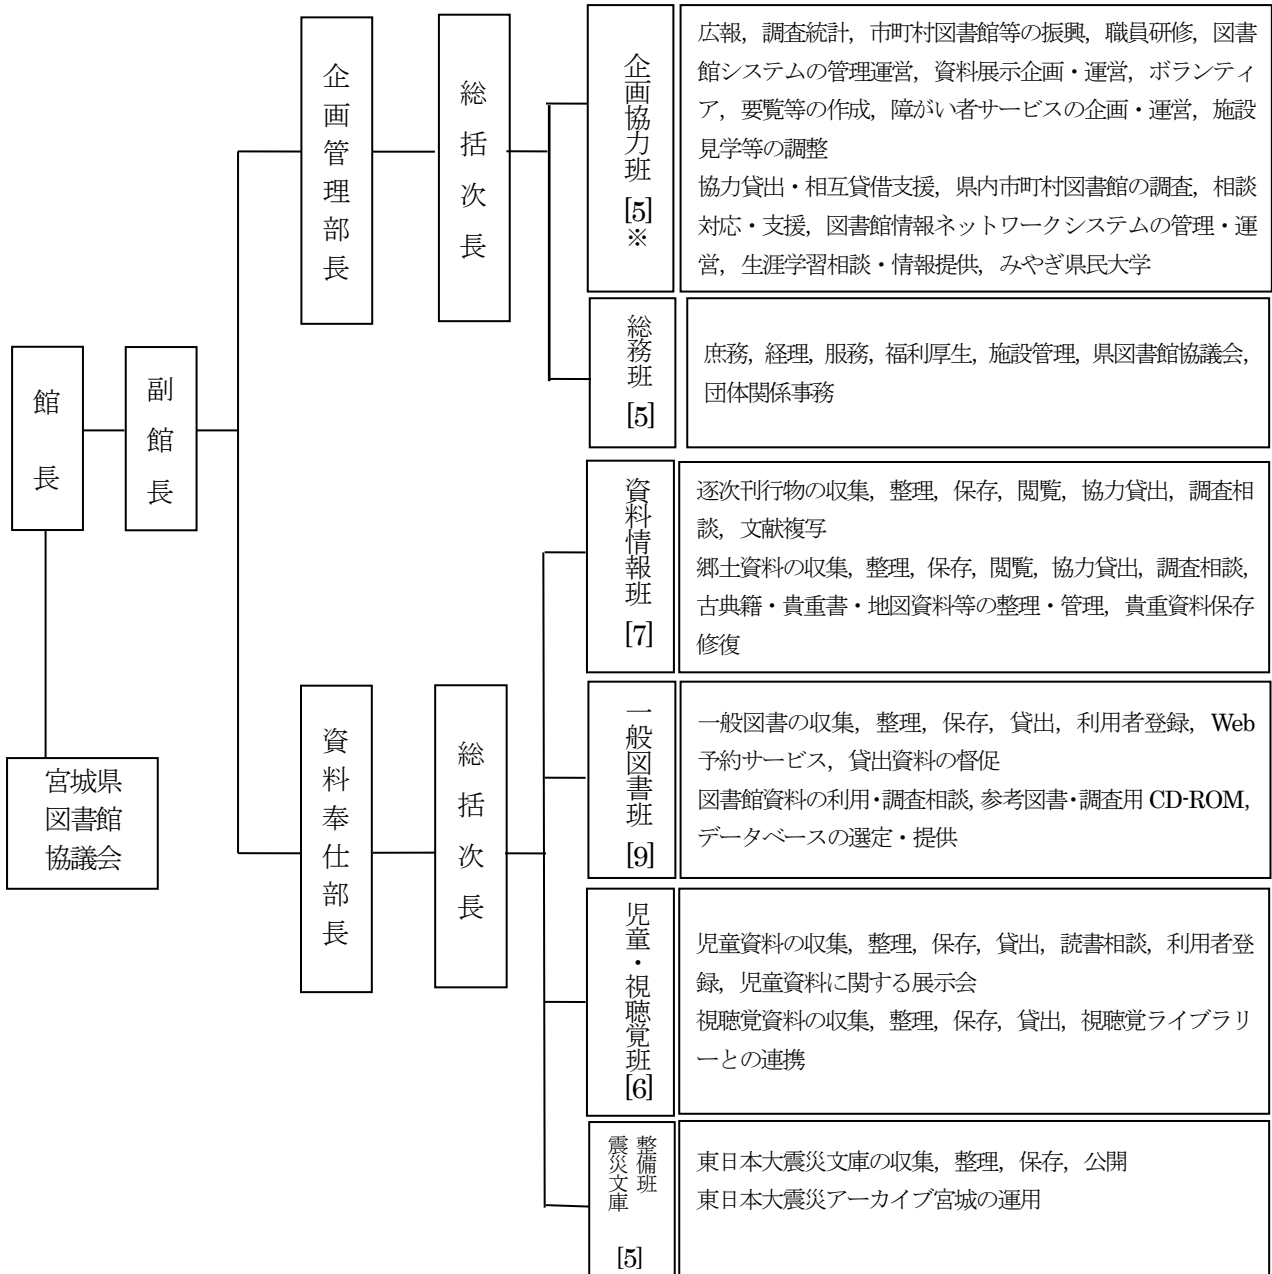 館長
副館長
宮城県
図書館
協議会
企画管理部長
総括次長
企画協力班
[5]
※
広報，調査統計，市町村図書館等の振興，職員研修，図書
館システムの管理運営，資料展示企画・運営，ボランティ
ア，要覧等の作成，障がい者サービスの企画・運営，施設
見学等の調整
協力貸出・相互貸借支援，県内市町村図書館の調査，相談
対応・支援，図書館情報ネットワークシステムの管理・運
営，生涯学習相談・情報提供，みやぎ県民大学
総務班
[5]
庶務，経理，服務，福利厚生，施設管理，県図書館協議会，
団体関係事務
資料奉仕部長
総括次長
資料情報班
[7]
逐次刊行物の収集，整理，保存，閲覧，協力貸出，調査相
談，文献複写
郷土資料の収集，整理，保存，閲覧，協力貸出，調査相談，
古典籍・貴重書・地図資料等の整理・管理，貴重資料保存
修復
一般図書班
[9]
一般図書の収集，整理，保存，貸出，利用者登録，Web
予約サービス，貸出資料の督促
図書館資料の利用・調査相談，参考図書・調査用 CD-ROM，
データベースの選定・提供
児童・視聴覚班
[6]
児童資料の収集，整理，保存，貸出，読書相談，利用者登
録，児童資料に関する展示会
視聴覚資料の収集，整理，保存，貸出，視聴覚ライブラリ
ーとの連携
震災文庫
整備班
[5]
東日本大震災文庫の収集，整理，保存，公開
東日本大震災アーカイブ宮城の運用